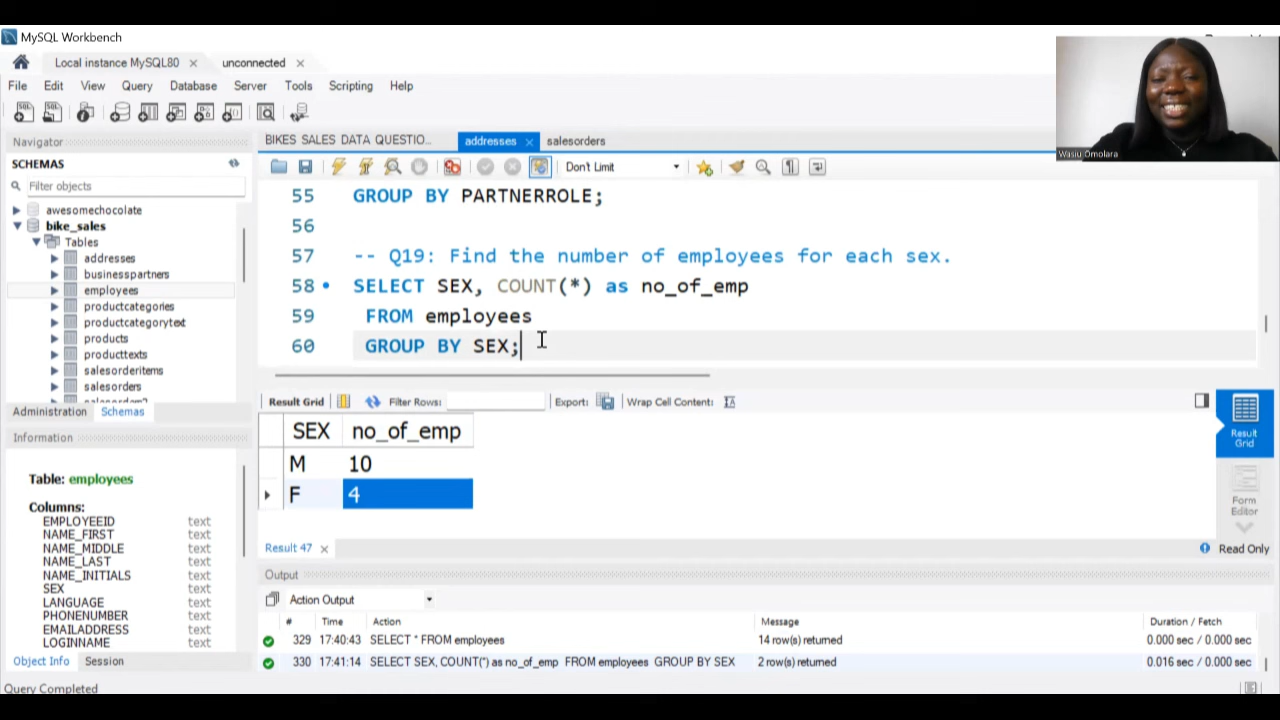 MySQL Workbench
Local instance MySQL80 unconnected
File Edit View Query Database Server Tools Scripting Help
Wasiu Omolara
Navigator
SCHEMAS
Filter objects
awesomechocolate
bike_sales
Tables
addresses
businesspartners
employees
productcategories
productcategorytext
products
producttexts
salesorderitems
salesorders
Administration Schemas
Information
Table: employees
Columns:
EMPLOYEEID text
NAME_FIRST text
NAME_MIDDLE text
NAME_LAST text
NAME_INITIALS text
SEX text
LANGUAGE text
PHONENUMBER text
EMAILADDRESS text
LOGINNAME text
Object Info Session
Query Completed
BIKES SALES DATA QUESTIO... addresses salesorders
Don't Limit
55 GROUP BY PARTNERROLE;
56
57 -- Q19: Find the number of employees for each sex.
58 SELECT SEX, COUNT(*) as no_of_emp
59 FROM employees
60 GROUP BY SEX;
Result Grid Filter Rows: Export: Wrap Cell Content:
SEX no_of_emp
M 10
F 4
Result Grid
Form Editor
Result 47 Read Only
Output
Action Output
# Time Action Message Duration / Fetch
329 17:40:43 SELECT * FROM employees 14 row(s) returned 0.000 sec / 0.000 sec
330 17:41:14 SELECT SEX, COUNT(*) as no_of_emp FROM employees GROUP BY SEX 2 row(s) returned 0.016 sec / 0.000 sec